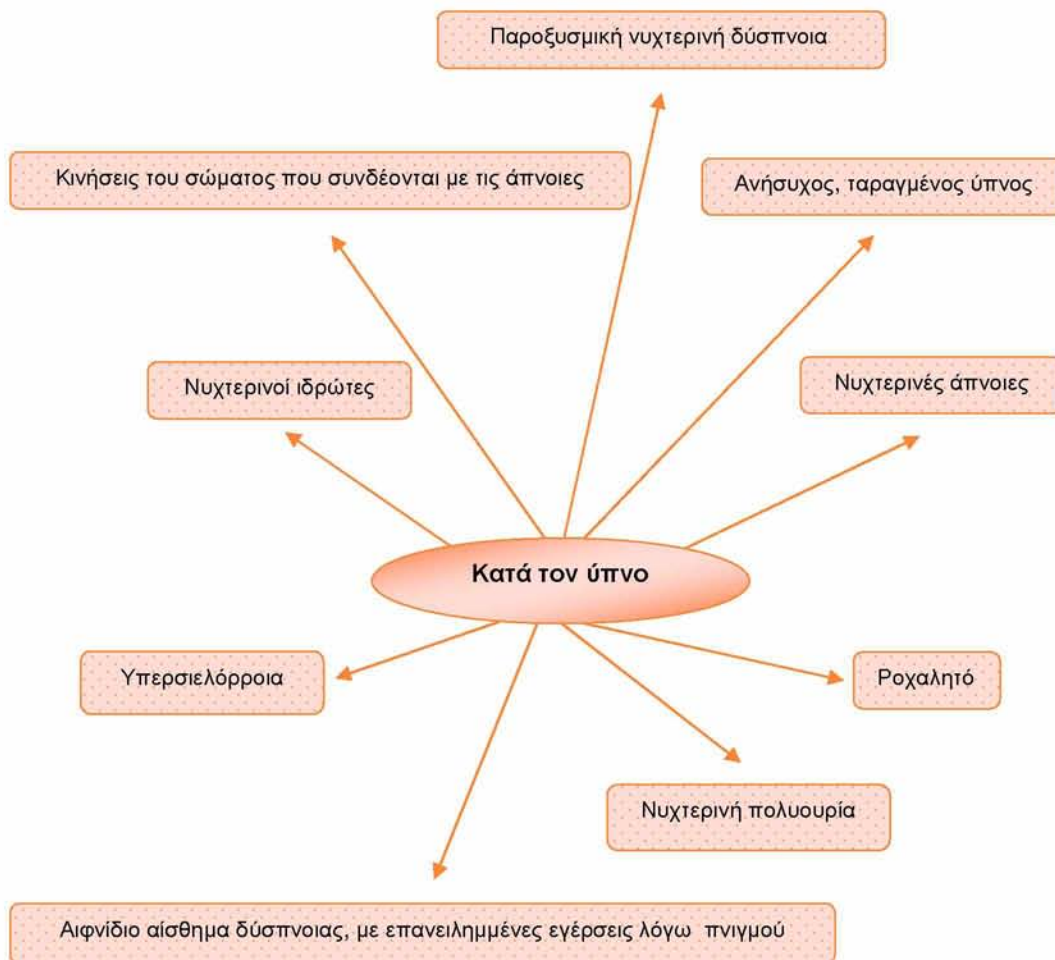 Παροξυσμική νυχτερινή δύσπνοια
Κινήσεις του σώματος που συνδέονται με τις άπνοιες
Ανήσυχος, ταραγμένος ύπνος
Νυχτερινοί ιδρώτες
Νυχτερινές άπνοιες
Κατά τον ύπνο
Υπερσιελόρροια
Ροχαλητό
Νυχτερινή πολυουρία
Αιφνίδιο αίσθημα δύσπνοιας, με επανειλημμένες εγέρσεις λόγω πνιγμού